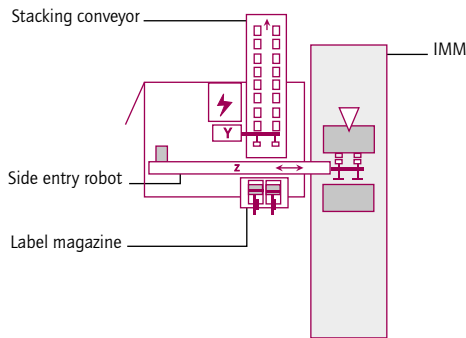 Stacking conveyor
IMM
Y
z
Side entry robot
Label magazine